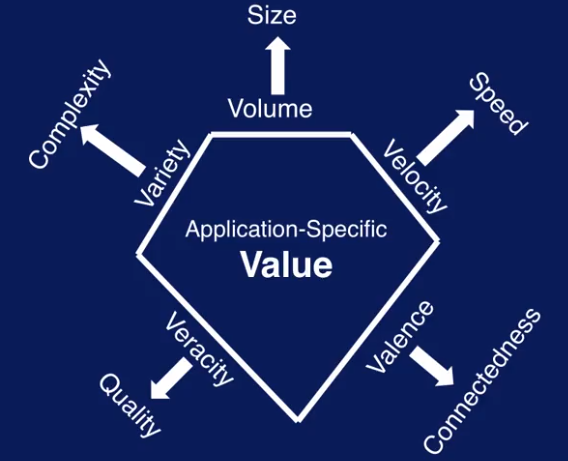 Size
Volume
Complexity
Variety
Speed
Velocity
Application-Specific
Value
Veracity
Quality
Valence
Connectedness